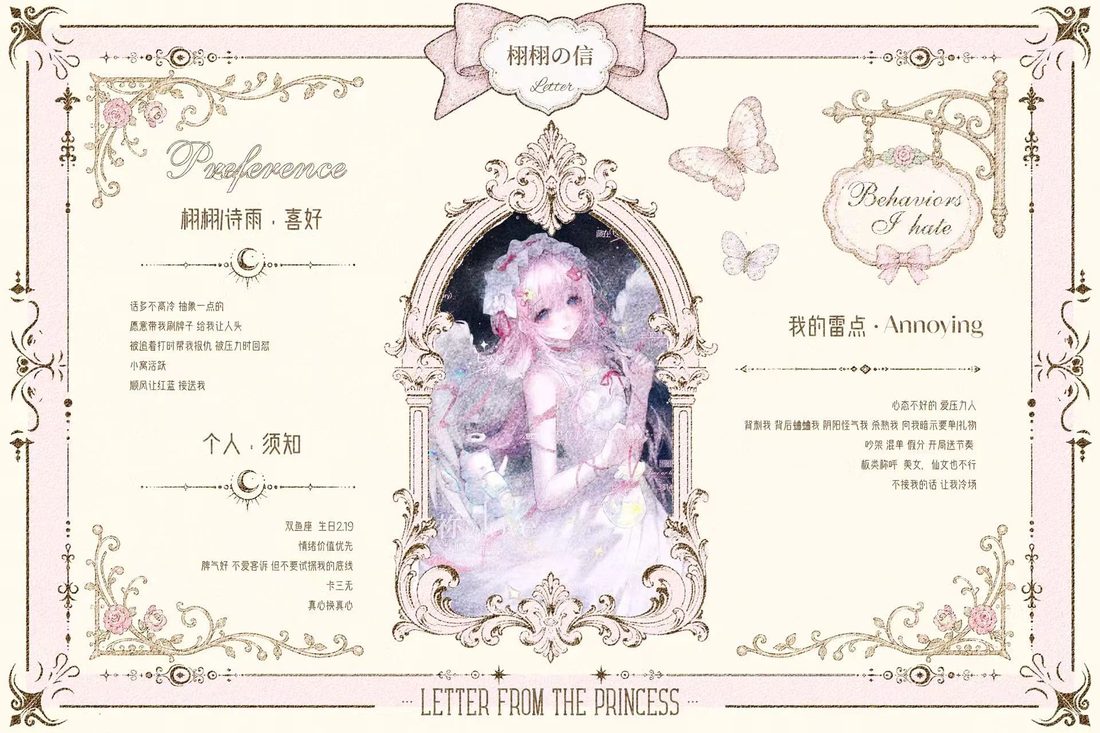 栩栩の信
Letter
Preference
栩栩/诗雨 . 喜好
话多不高冷 抽象一点的
愿意带我刷牌子 给我让人头
被追着打时帮我报仇 被压力时回怼
小窝活跃
顺风让红蓝 接送我
个人 . 须知
双鱼座 生日2.19
情绪价值优先
脾气好 不爱客诉 但不要试探我的底线
卡三无
真心换真心
Behaviors
I hate
我的雷点 · Annoying
心态不好的 爱压力人
背刺我 背后蛐蛐我 阴阳怪气我 杀熟我 向我暗示要单|礼物
吵架 混单 假分 开局送节奏
板类称呼 美女，仙女也不行
不接我的话 让我冷场
··· LETTER FROM THE PRINCESS ···